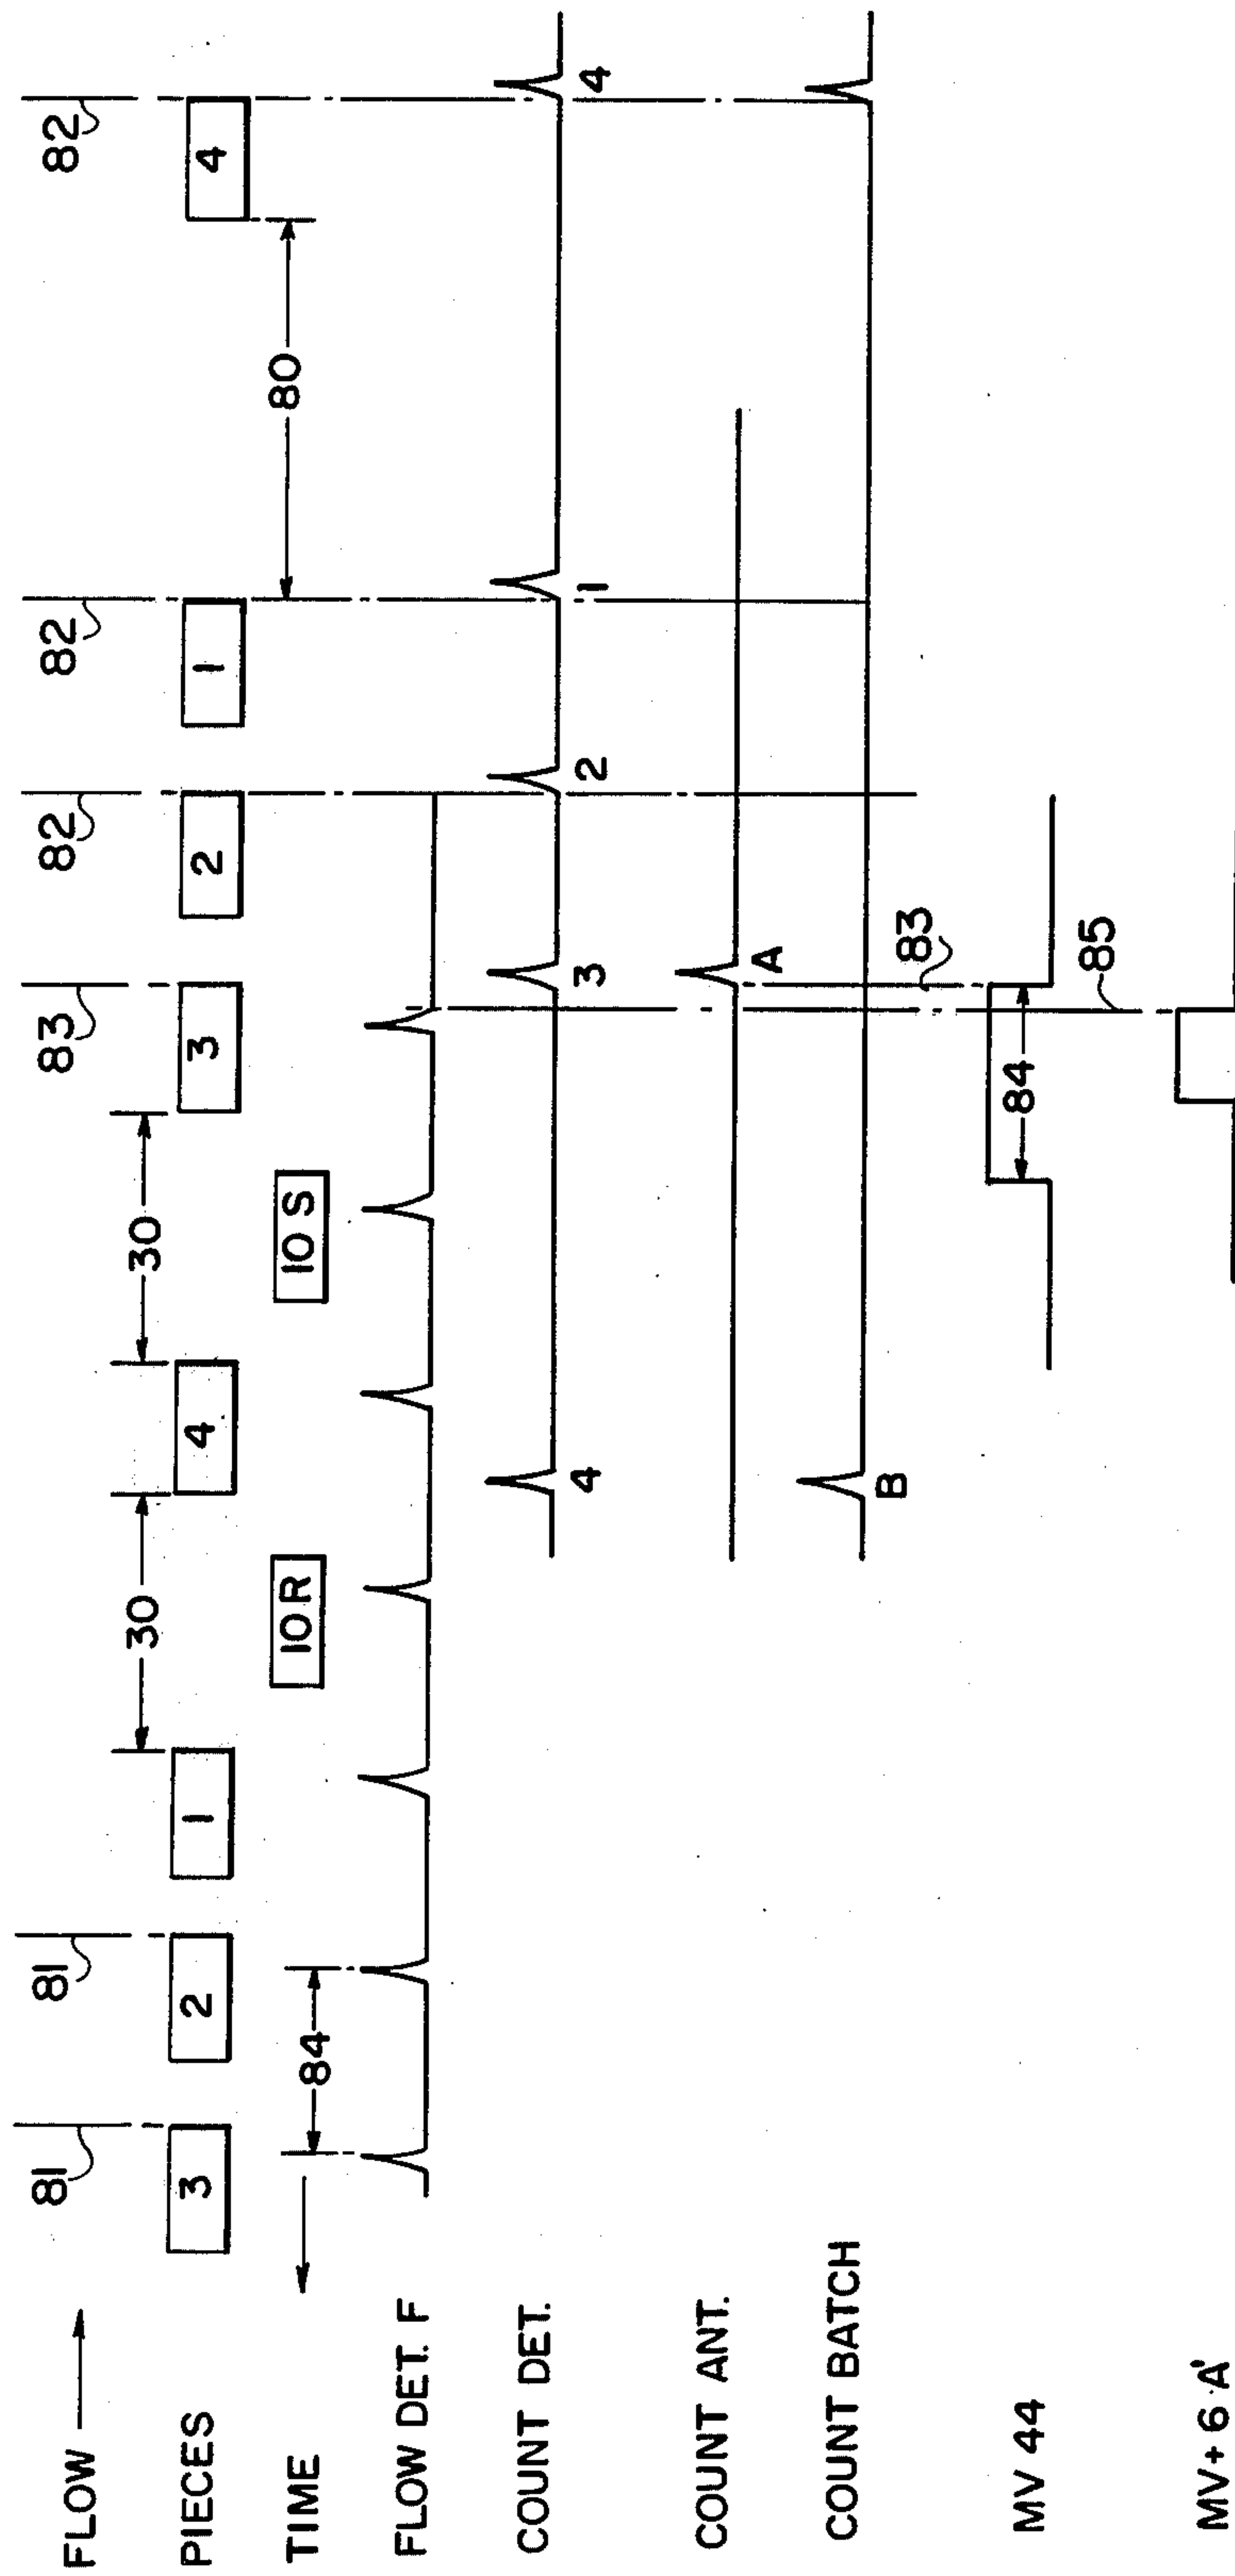 FLOW
81 81 83 82 82 82
PIECES
3 2 1 4 3 2 1 4
30 30
TIME
84 10R 10S 80
FLOW DET. F
COUNT DET.
4 3 2 1 4
COUNT ANT.
A
COUNT BATCH
B
83
MV 44
84
85
MV+6 A'